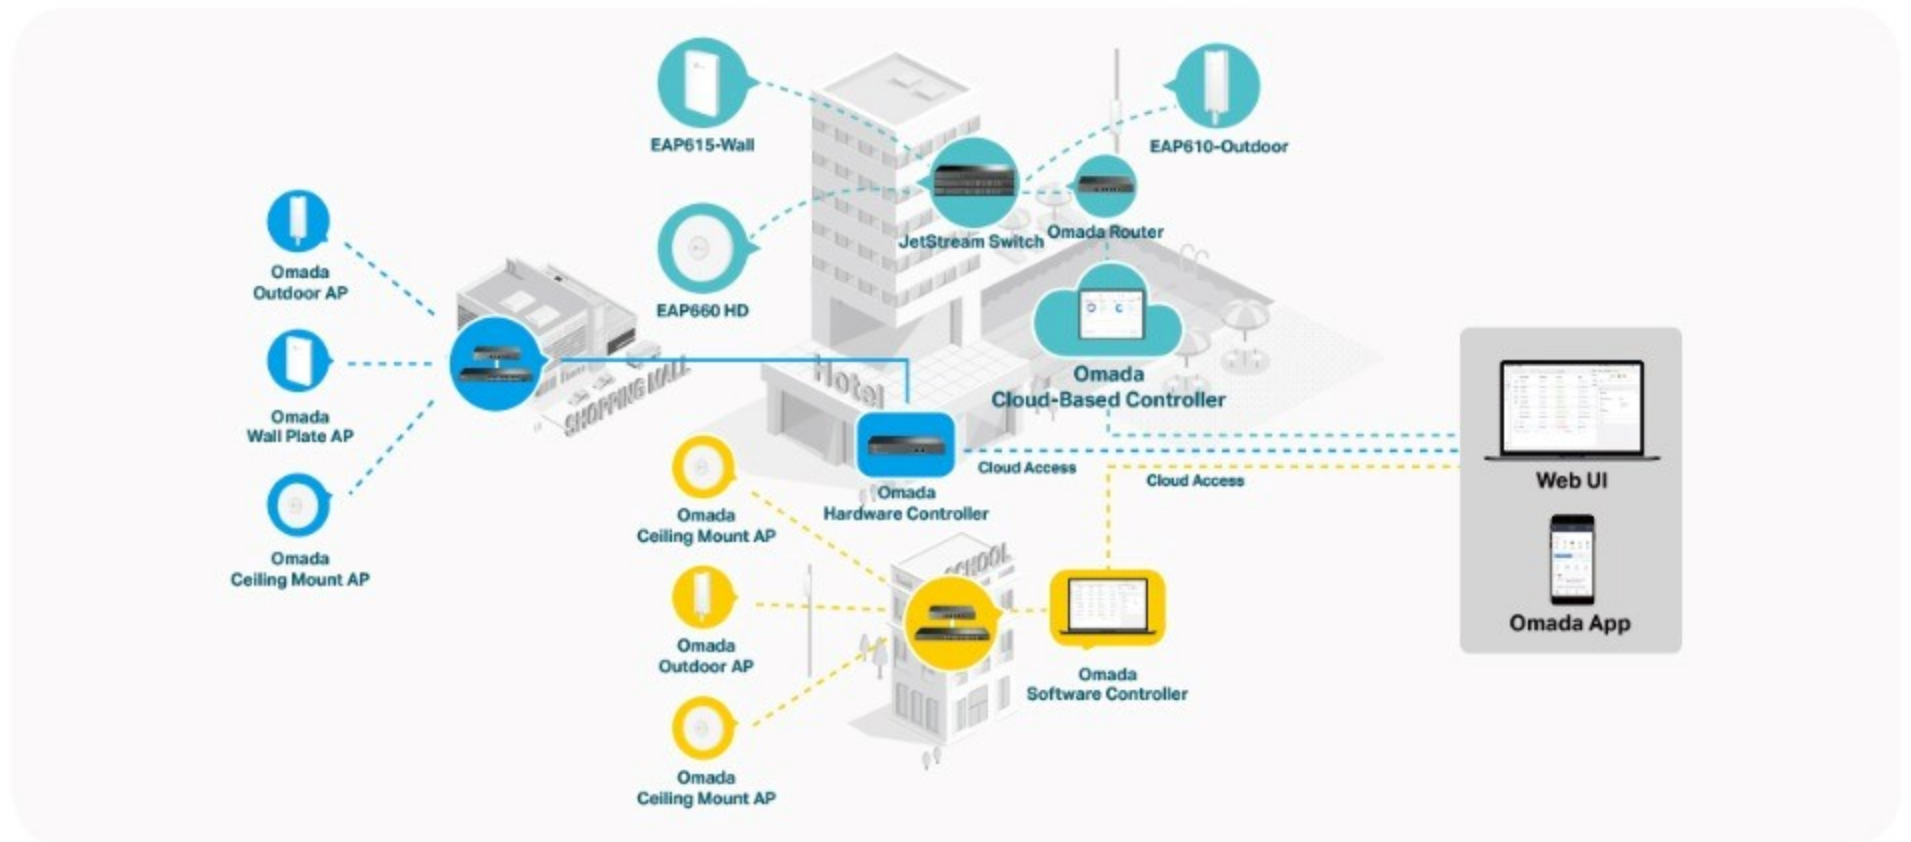 EAP615-Wall
EAP610-Outdoor
JetStream Switch
Omada Router
EAP660 HD
Omada
Outdoor AP
Omada
Wall Plate AP
Omada
Ceiling Mount AP
SHOPPING MALL
Hotel
Omada
Cloud-Based Controller
Cloud Access
Cloud Access
Omada
Hardware Controller
Omada
Ceiling Mount AP
Omada
Outdoor AP
Omada
Ceiling Mount AP
SCHOOL
Omada
Software Controller
Web UI
Omada App